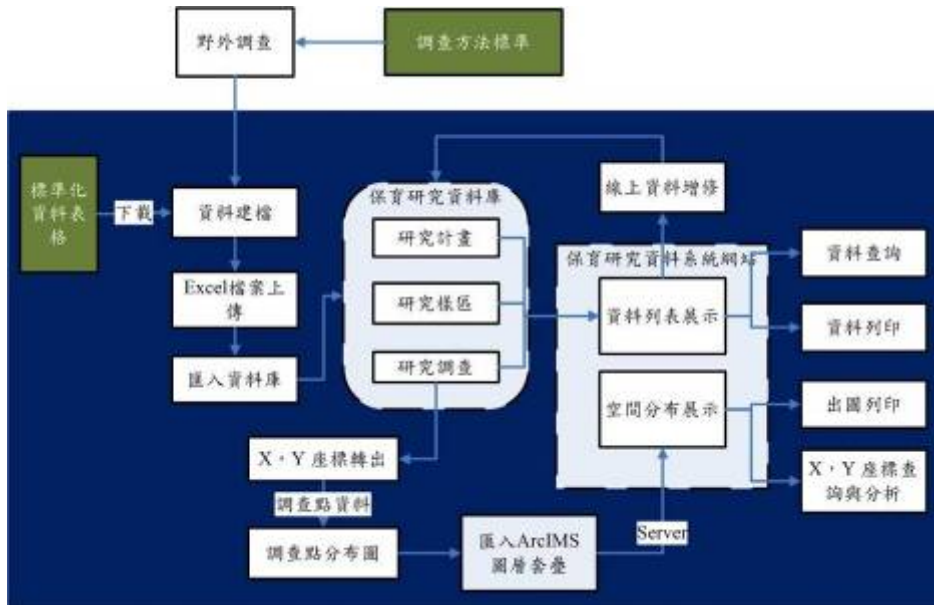 野外調查
調查方法標準
標準化
資料表
格
下載
資料建檔
Excel檔案上
傳
匯入資料庫
保育研究資料庫
研究計畫
研究樣區
研究調查
線上資料增修
保育研究資料系統網站
資料列表展示
空間分布展示
資料查詢
資料列印
出圖列印
X，Y 座標查
詢與分析
X，Y 座標轉出
調查點資料
調查點分布圖
匯入ArcIMS
圖層套疊
Server